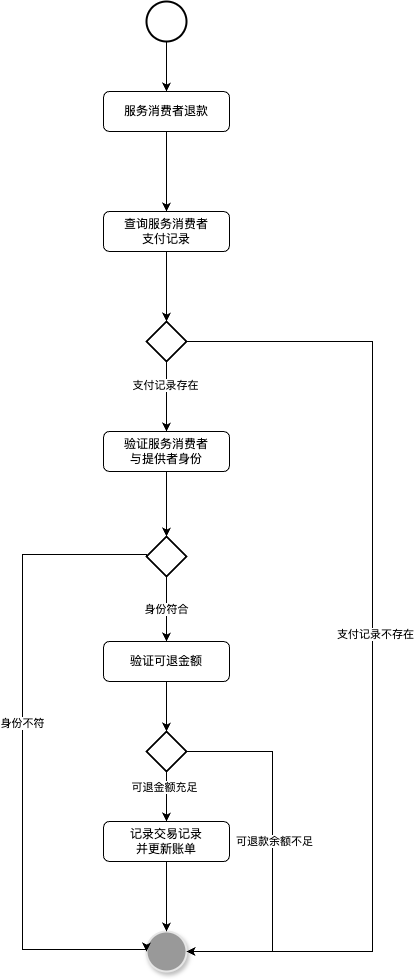 服务消费者退款
查询服务消费者
支付记录
支付记录存在
验证服务消费者
与提供者身份
身份符合
支付记录不存在
验证可退金额
身份不符
可退金额充足
记录交易记录
并更新账单
可退款余额不足